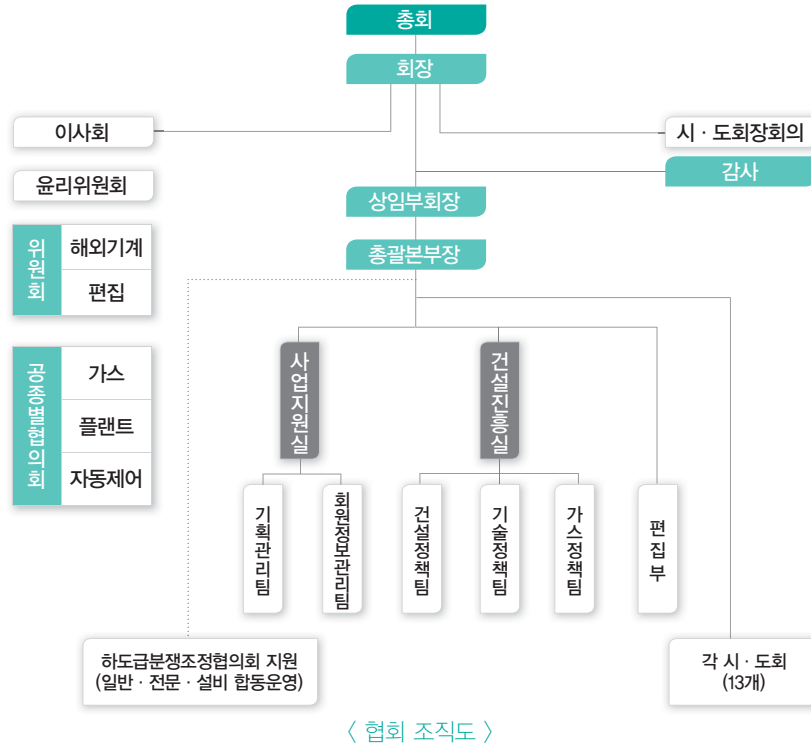 총회
회장
이사회
시 · 도회장회의
윤리위원회
감사
상임부회장
위원회
해외기계
편집
총괄본부장
공종별협의회
가스
플랜트
자동제어
사업지원실
건설진흥실
기획관리팀
회원정보관리팀
건설정책팀
기술정책팀
가스정책팀
편집부
하도급분쟁조정협의회 지원
(일반 · 전문 · 설비 합동운영)
각 시 · 도회
(13개)
〈 협회 조직도 〉